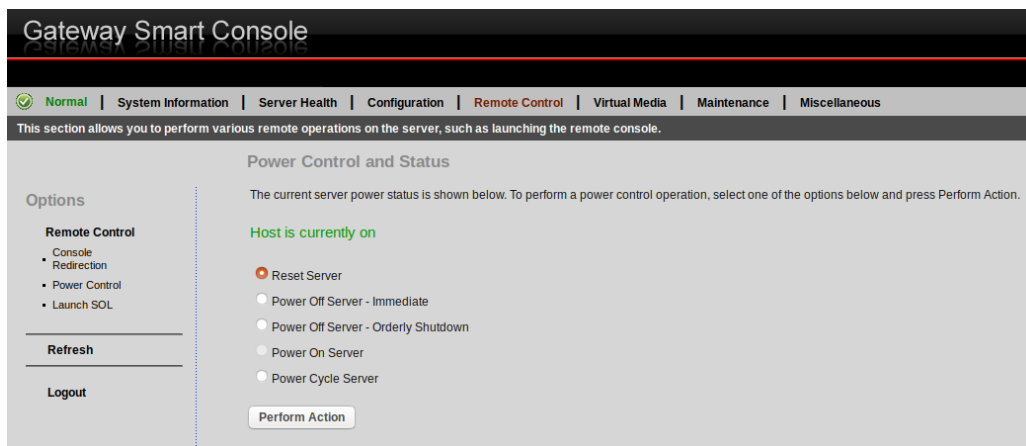 Gateway Smart Console
Normal | System Information | Server Health | Configuration | Remote Control | Virtual Media | Maintenance | Miscellaneous
This section allows you to perform various remote operations on the server, such as launching the remote console.
Power Control and Status
Options
The current server power status is shown below. To perform a power control operation, select one of the options below and press Perform Action.
Remote Control
Console
Redirection
Power Control
Launch SOL
Refresh
Logout
Host is currently on
Reset Server
Power Off Server - Immediate
Power Off Server - Orderly Shutdown
Power On Server
Power Cycle Server
Perform Action